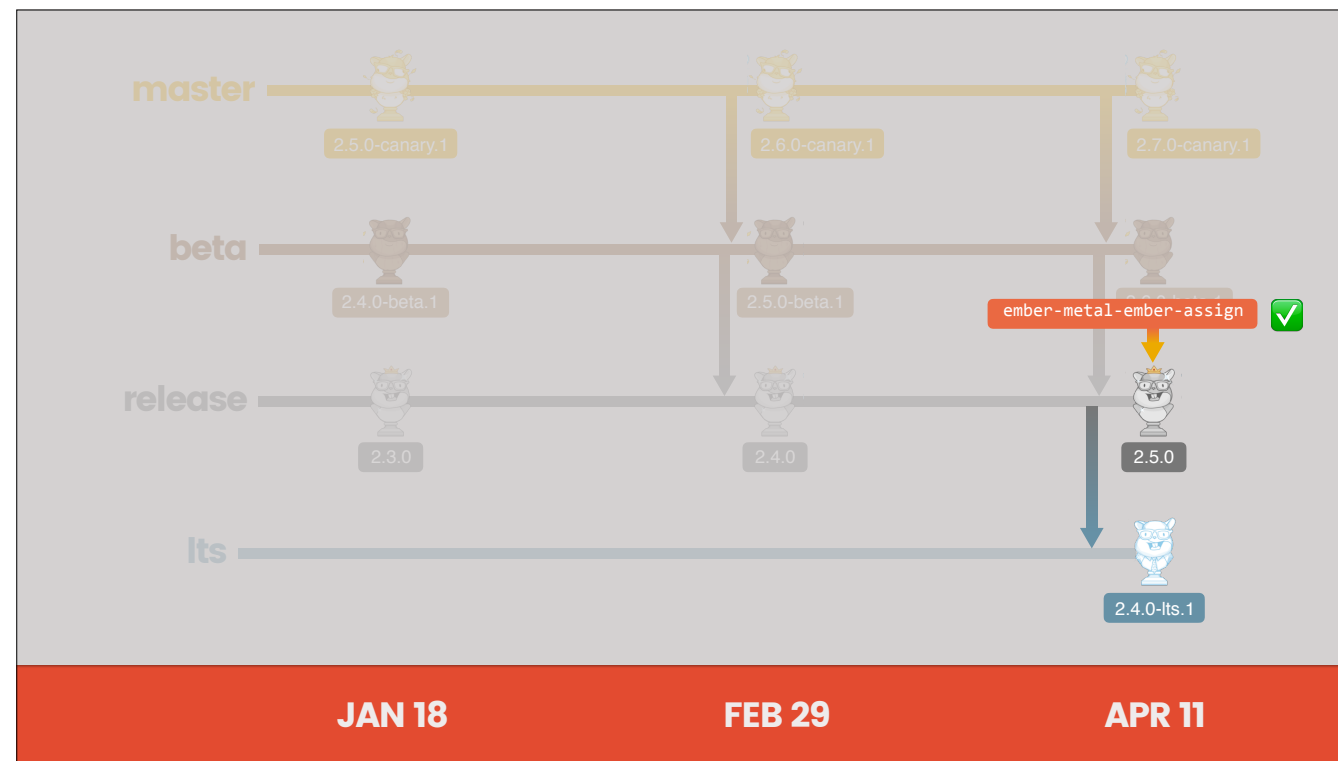 master
2.5.0-canary.1
2.6.0-canary.1
2.7.0-canary.1
beta
2.4.0-beta.1
2.5.0-beta.1
ember-metal-ember-assign
release
2.3.0
2.4.0
2.5.0
lts
2.4.0-lts.1
JAN 18
FEB 29
APR 11